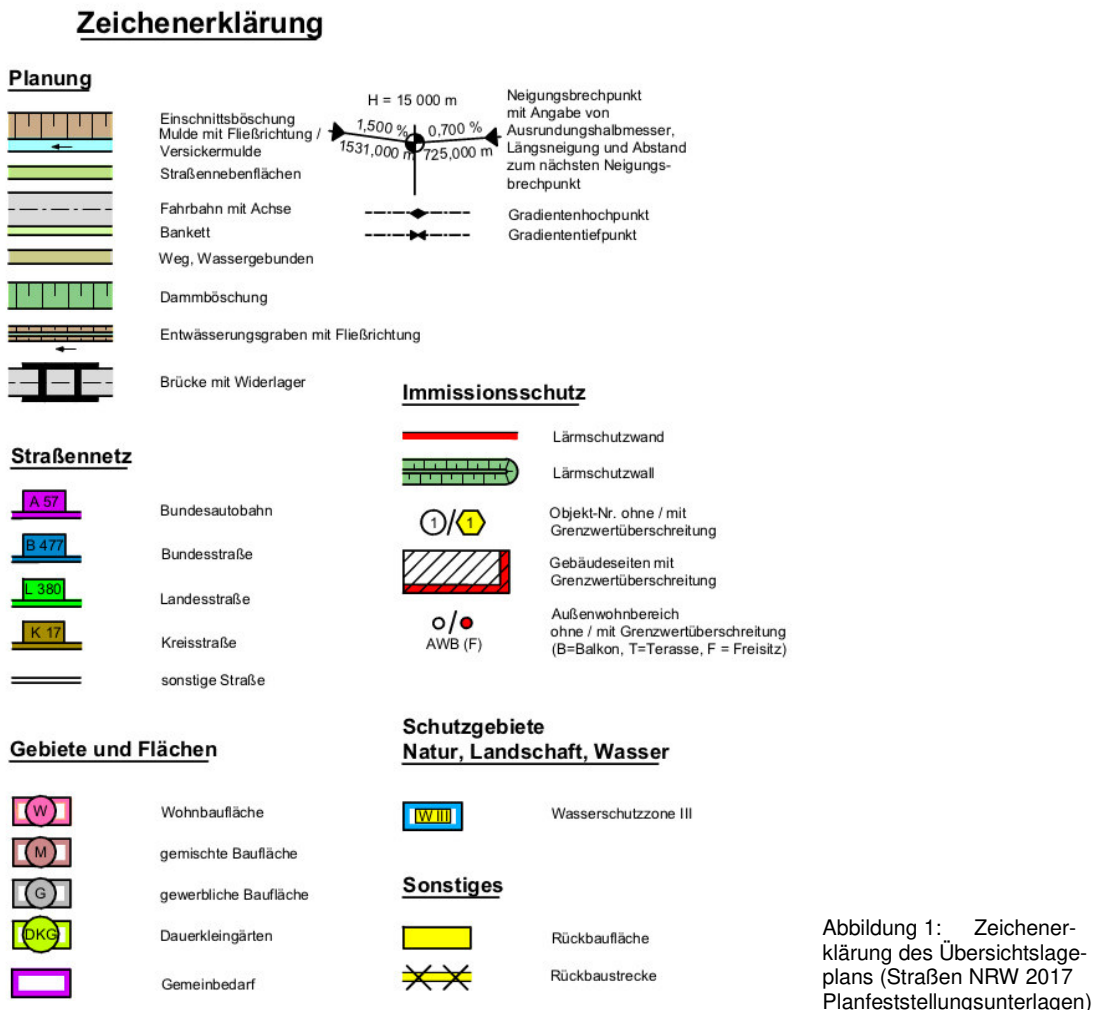 Zeichenerklärung
Planung
Einschnittsböschung
Mulde mit Fließrichtung /
Versickermulde
Straßennebenflächen
Fahrbahn mit Achse
Bankett
Weg, Wassergebunden
Dammböschung
Entwässerungsgraben mit Fließrichtung
Brücke mit Widerlager
H = 15 000 m
1,500 % 0,700 %
1531,000 m 725,000 m
Neigungsbrechpunkt
mit Angabe von
Ausrundungshalbmesser,
Längsneigung und Abstand
zum nächsten Neigungs-
brechpunkt
Gradientenhochpunkt
Gradiententiefpunkt
Straßennetz
A 57 Bundesautobahn
B 477 Bundesstraße
L 380 Landesstraße
K 17 Kreisstraße
sonstige Straße
Immissionsschutz
Lärmschutzwand
Lärmschutzwall
1 / 1 Objekt-Nr. ohne / mit
Grenzwertüberschreitung
Gebäudeseiten mit
Grenzwertüberschreitung
Außenwohnbereich
/ ohne / mit Grenzwertüberschreitung
AWB (F) (B=Balkon, T=Terasse, F = Freisitz)
Gebiete und Flächen
W Wohnbaufläche
M gemischte Baufläche
G gewerbliche Baufläche
DKG Dauerkleingärten
Gemeinbedarf
Schutzgebiete
Natur, Landschaft, Wasser
W III Wasserschutzzone III
Sonstiges
Rückbaufläche
Rückbaustrecke
Abbildung 1: Zeichener-
klärung des Übersichtslage-
plans (Straßen NRW 2017
Planfeststellungsunterlagen)